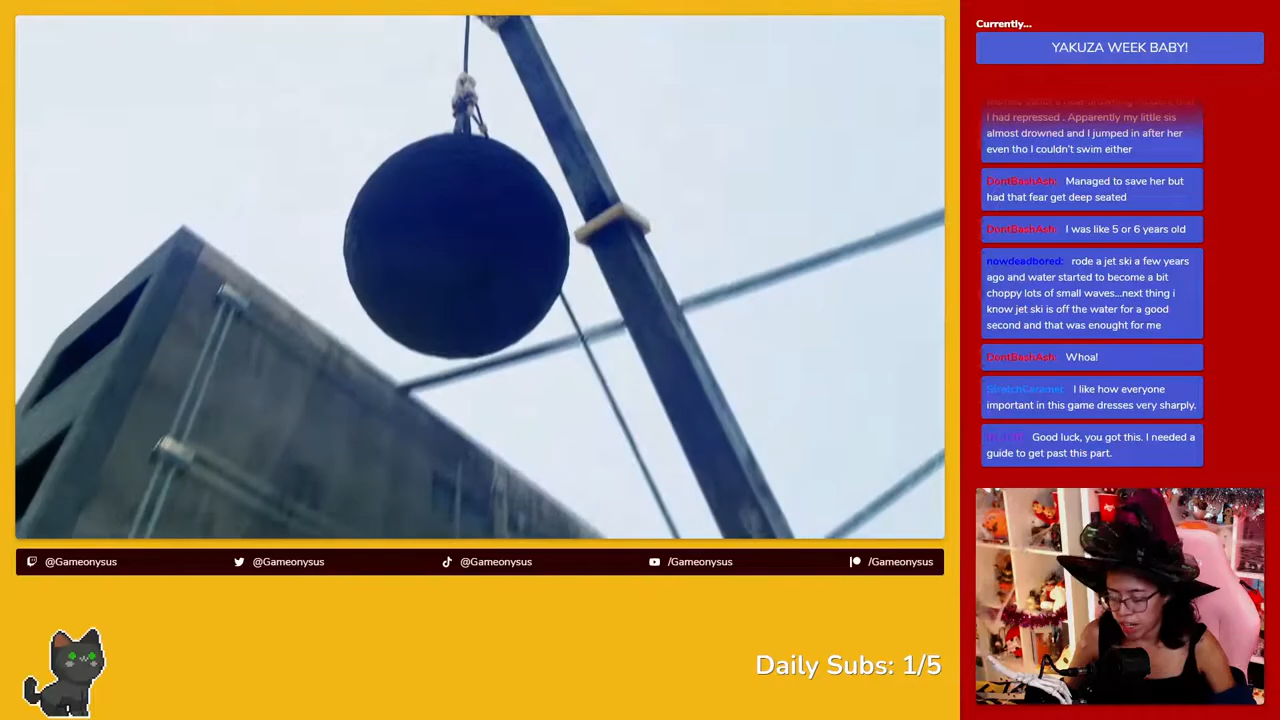 Currently...
YAKUZA WEEK BABY!
I had repressed . Apparently my little sis
almost drowned and I jumped in after her
even tho I couldn't swim either
DontBashAsh: Managed to save her but
had that fear get deep seated
DontBashAsh: I was like 5 or 6 years old
nowdeadbored: rode a jet ski a few years
ago and water started to become a bit
choppy lots of small waves...next thing i
know jet ski is off the water for a good
second and that was enought for me
DontBashAsh: Whoa!
StretchCaramel: I like how everyone
important in this game dresses very sharply.
Good luck, you got this. I needed a
guide to get past this part.
@Gameonysus
@Gameonysus
@Gameonysus
/Gameonysus
/Gameonysus
Daily Subs: 1/5